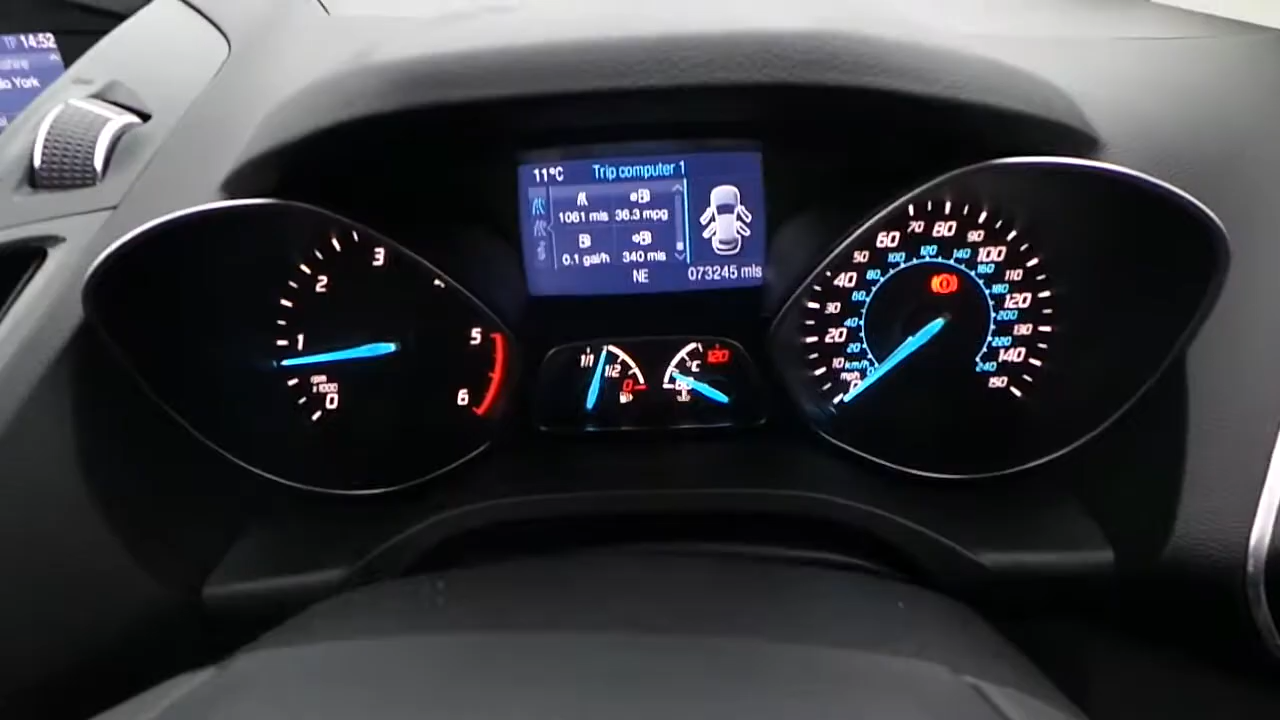 TP 14:52
shire
io York
11°C Trip computer 1
1061 mls 36.3 mpg
0.1 gal/h 340 mls
NE 073245 mls
0 1 2 3 5 6
rpm
x1000
1/1 1/2 0
°C 60 120
0 10 20 30 40 50 60 70 80 90 100 110 120 130 140 150
20 40 60 80 100 120 140 160 180 200 220 240
km/h
mph